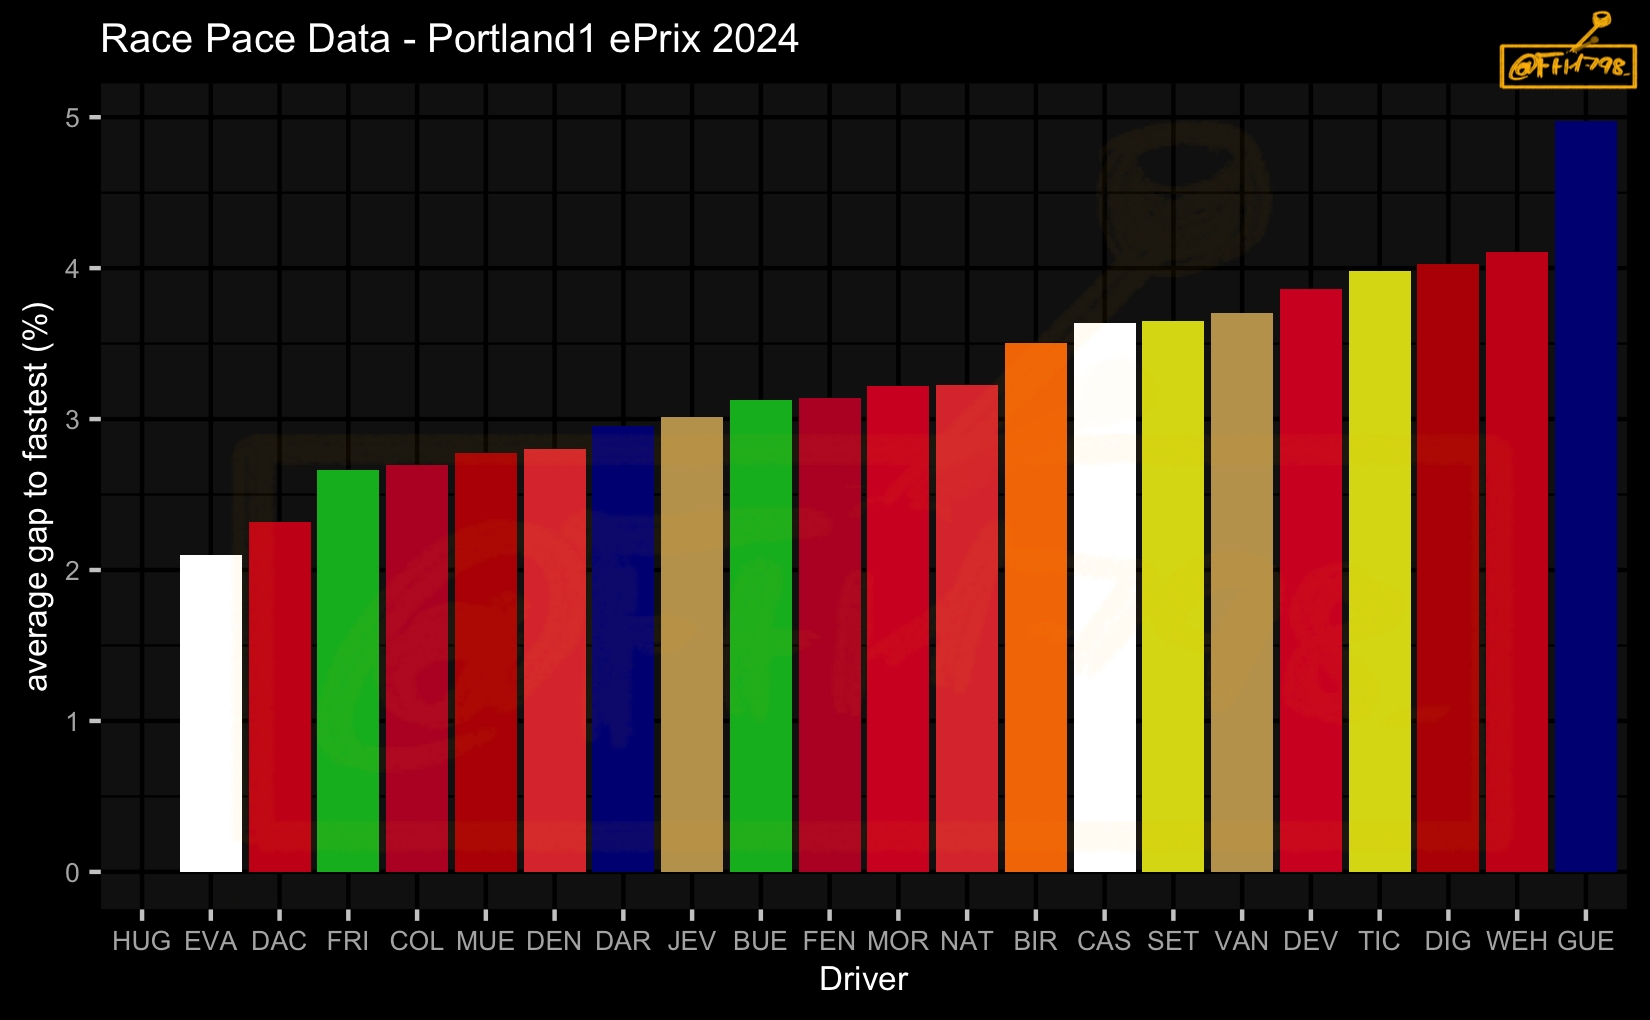 Race Pace Data - Portland1 ePrix 2024
@FFH798_
5
4
3
2
1
0
average gap to fastest (%)
HUG EVA DAC FRI COL MUE DEN DAR JEV BUE FEN MOR NAT BIR CAS SET VAN DEV TIC DIG WEH GUE
Driver